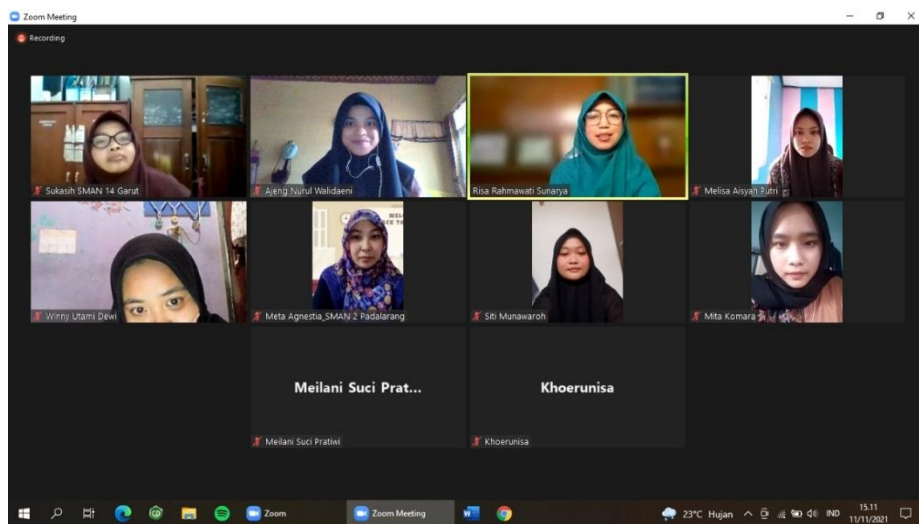 Zoom Meeting
Recording
Sukasih SMAN 14 Garut
Ajeng Nurul Walidaeni
Risa Rahmawati Sunarya
Melisa Aisyah Putri
Winny Utami Dewi
Meta Agnestia_SMAN 2 Padalarang
Siti Munawaroh
Mita Komara
Meilani Suci Prat...
Khoerunisa
Meilani Suci Pratiwi
Khoerunisa
Zoom
Zoom Meeting
23°C Hujan
IND
15.11
11/11/2021